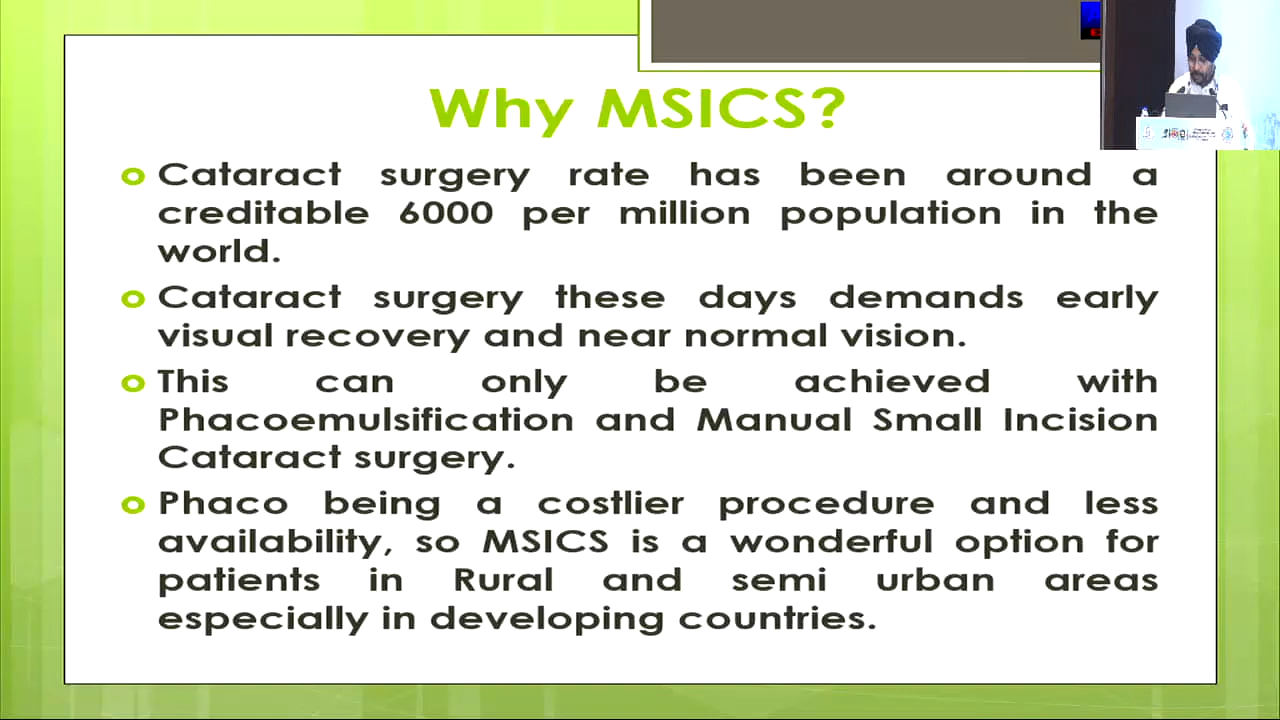 Why MSICS?
o Cataract surgery rate has been around a
creditable 6000 per million population in the
world.
o Cataract surgery these days demands early
visual recovery and near normal vision.
o This can only be achieved with
Phacoemulsification and Manual Small Incision
Cataract surgery.
o Phaco being a costlier procedure and less
availability, so MSICS is a wonderful option for
patients in Rural and semi urban areas
especially in developing countries.